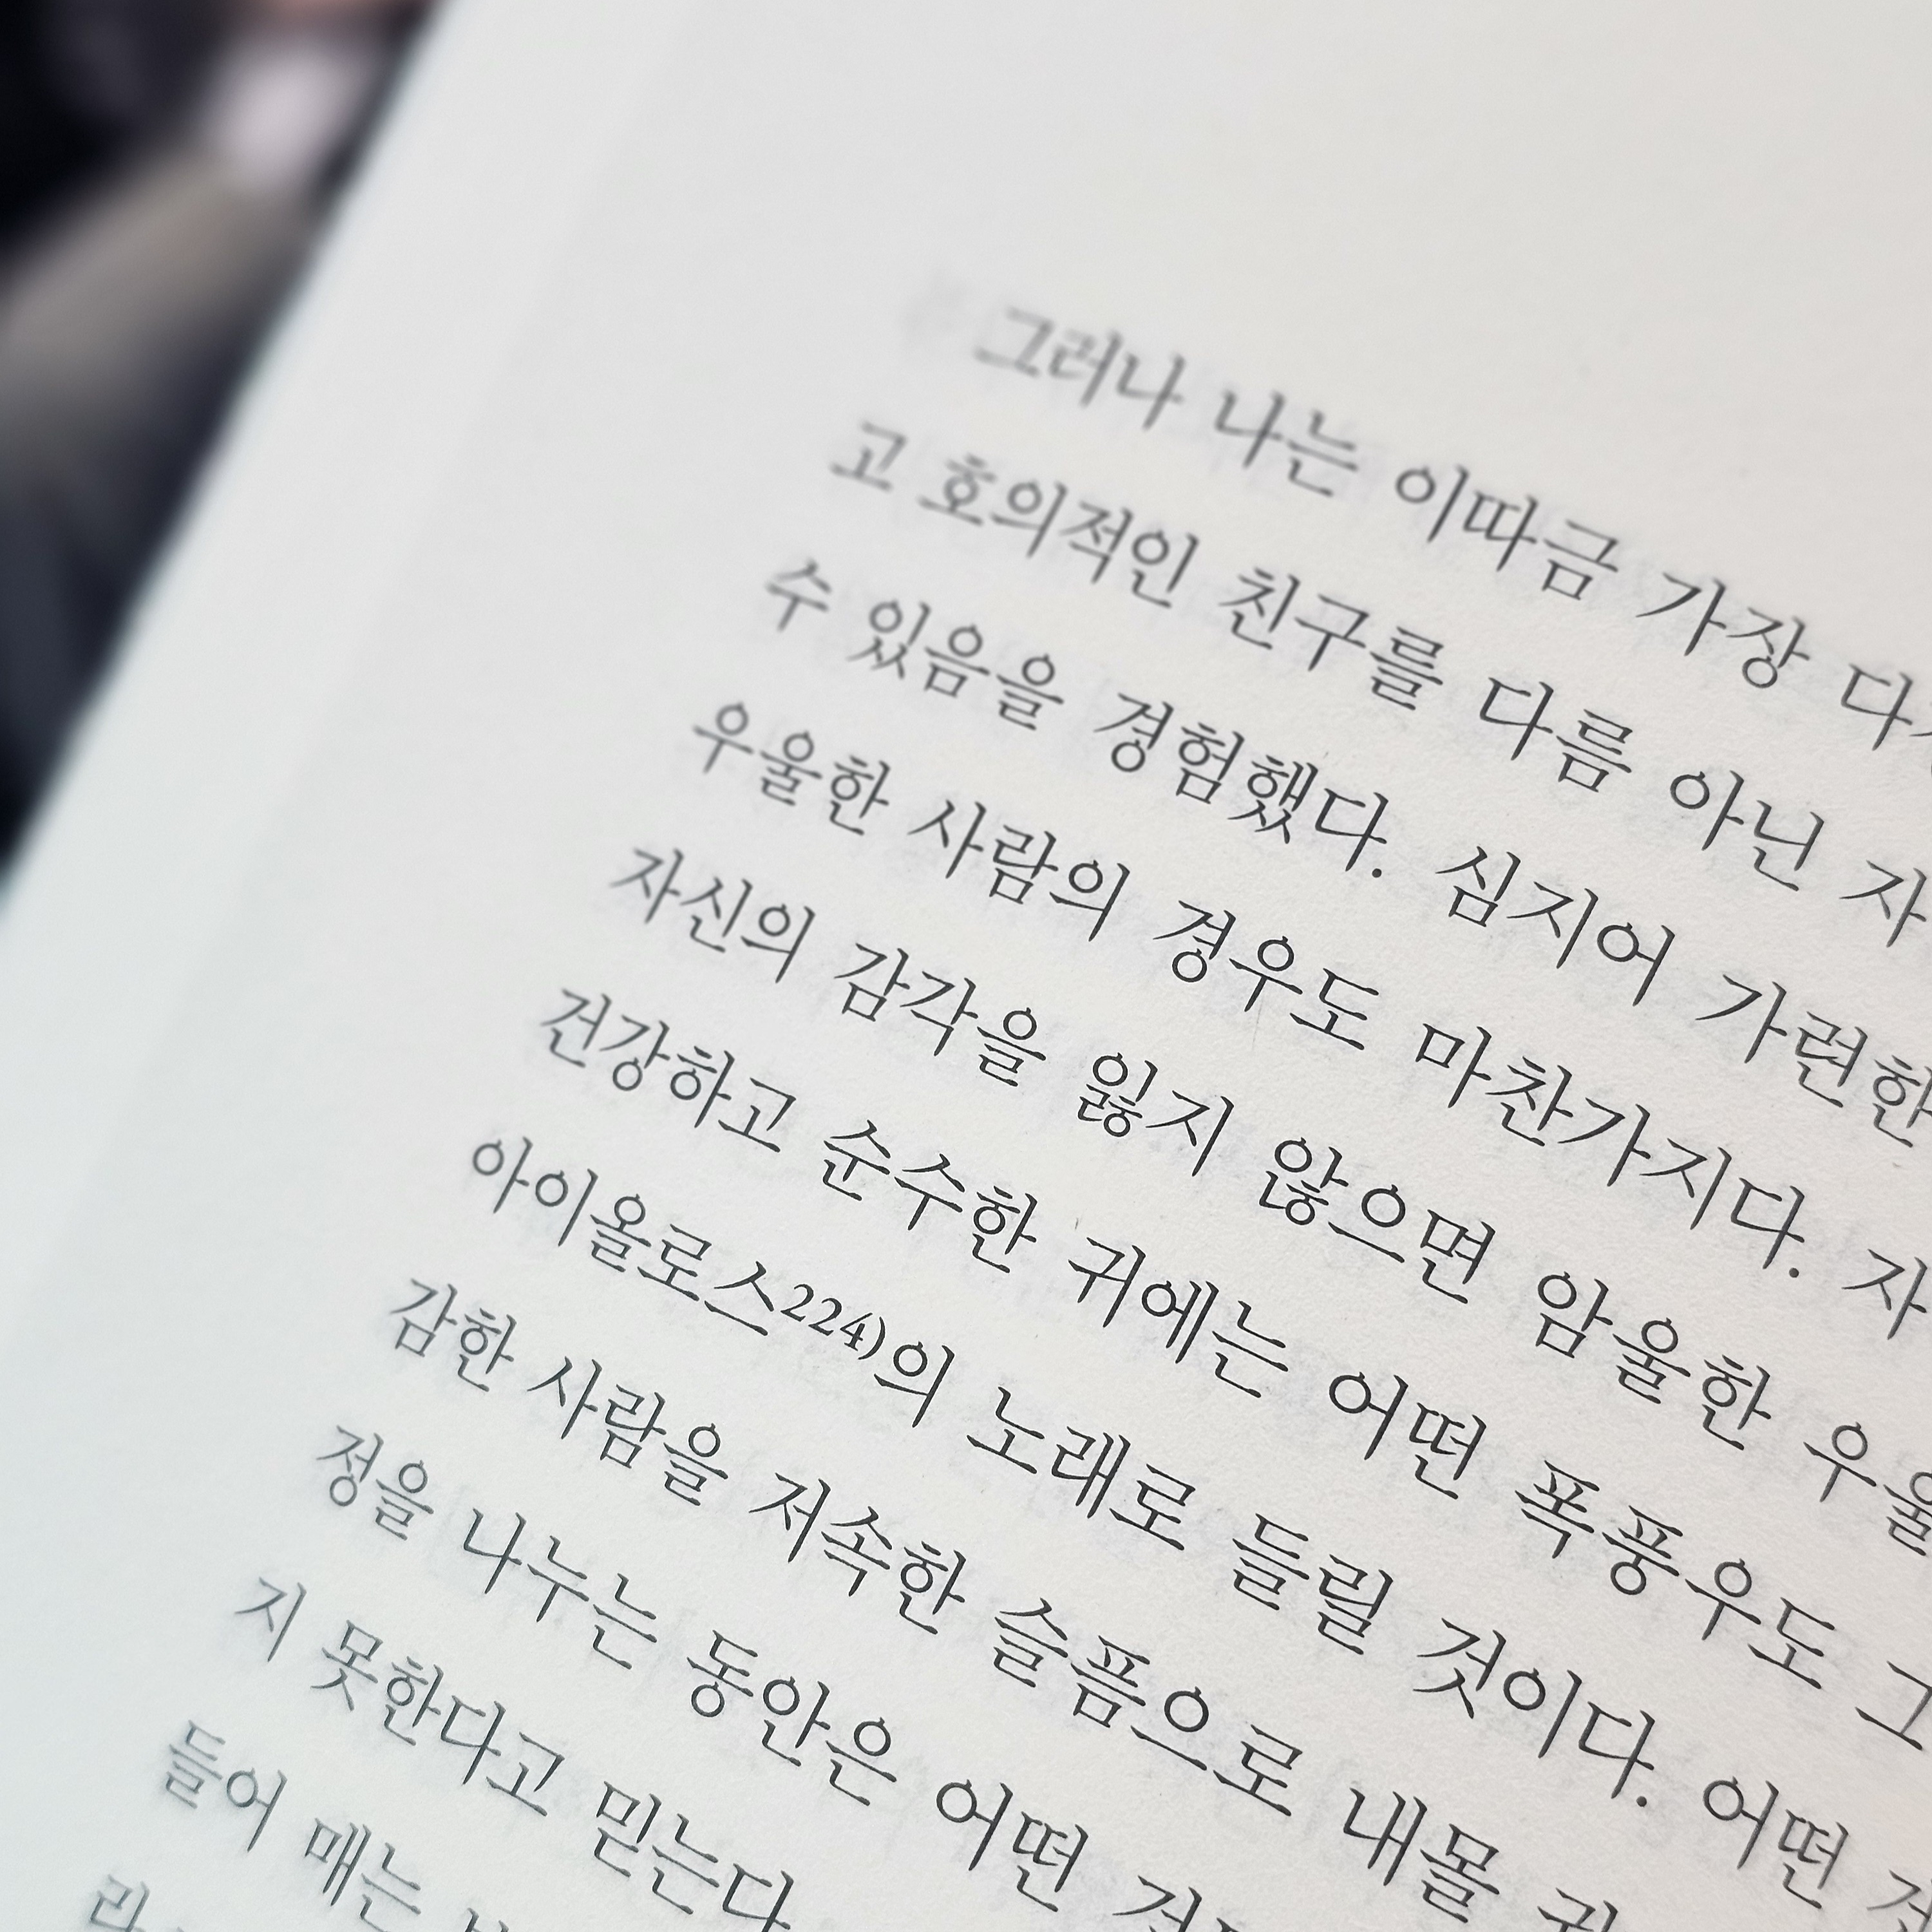 그러나 나는 이따금 가장
고 호의적인 친구를 다름 아닌 자
수 있음을 경험했다. 심지어 가련한
우울한 사람의 경우도 마찬가지다. 자
자신의 감각을 잃지 않으면 암울한 우울
건강하고 순수한 귀에는 어떤 폭풍우도 그
아이올로스224)의 노래로 들릴 것이다. 어떤
감한 사람을 저속한 슬픔으로 내몰
정을 나누는 동안은 어떤
지 못한다고 믿는다
들어 매는